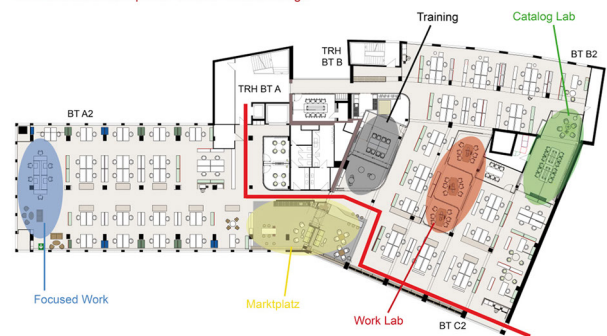 Training
Catalog Lab
TRH
BT B
BT B2
TRH BT A
BT A2
Focused Work
Marktplatz
Work Lab
BT C2